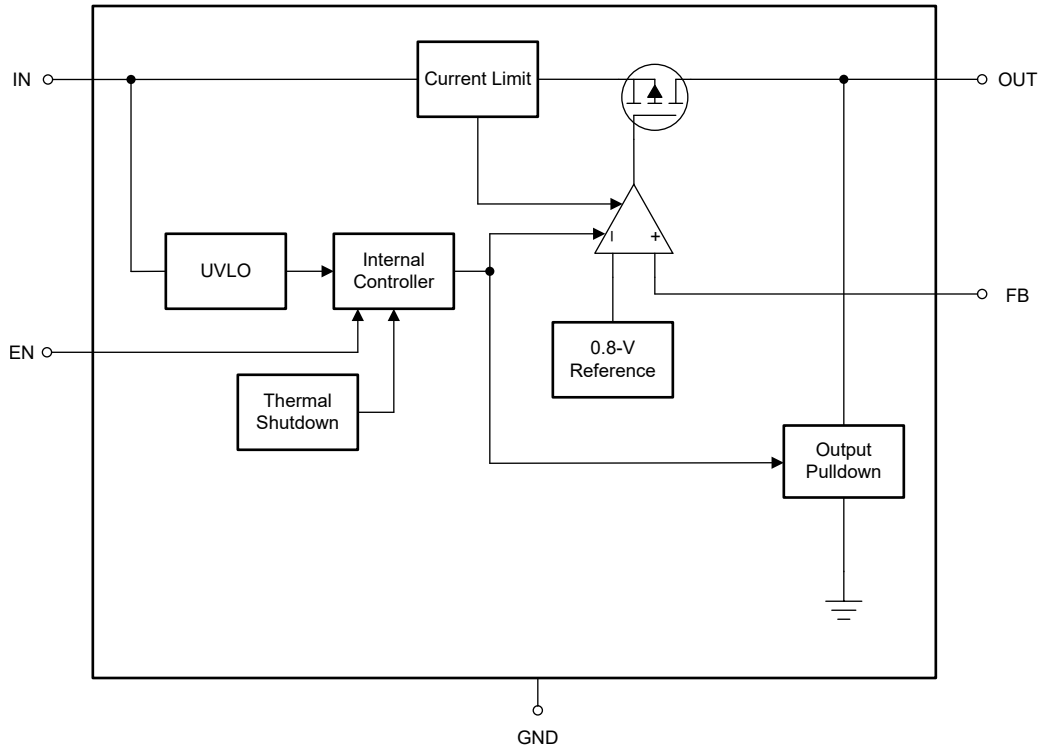 IN
Current Limit
OUT
UVLO
Internal
Controller
– +
FB
EN
0.8-V
Reference
Thermal
Shutdown
Output
Pulldown
GND